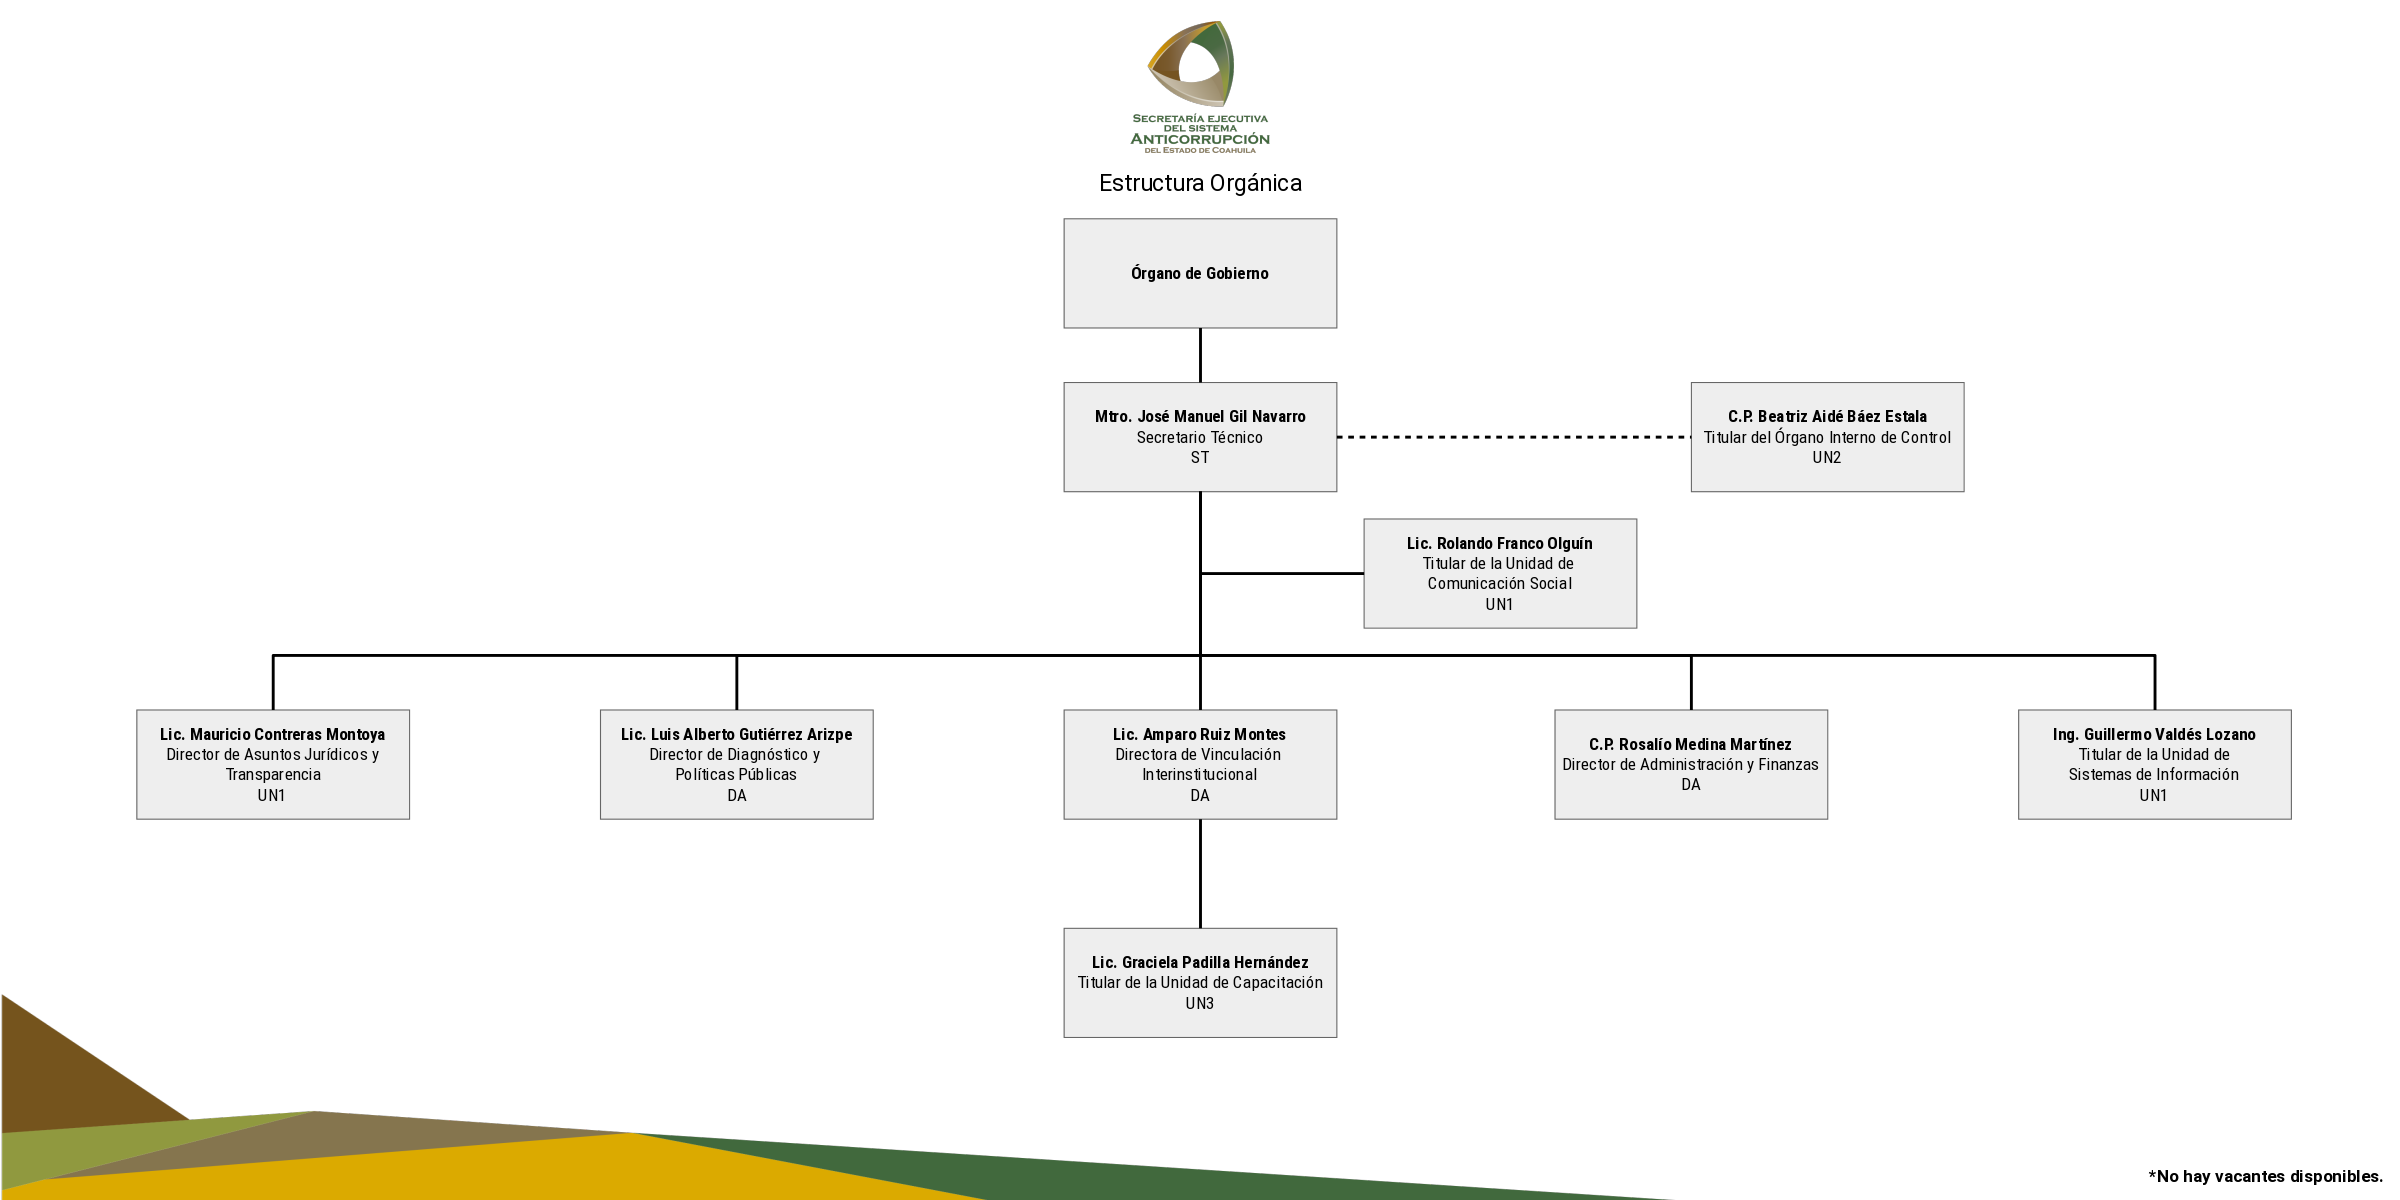 SECRETARÍA EJECUTIVA
DEL SISTEMA
ANTICORRUPCIÓN
DEL ESTADO DE COAHUILA
Estructura Orgánica
Órgano de Gobierno
Mtro. José Manuel Gil Navarro
Secretario Técnico
ST
C.P. Beatriz Aidé Báez Estala
Titular del Órgano Interno de Control
UN2
Lic. Rolando Franco Olguín
Titular de la Unidad de
Comunicación Social
UN1
Lic. Mauricio Contreras Montoya
Director de Asuntos Jurídicos y
Transparencia
UN1
Lic. Luis Alberto Gutiérrez Arizpe
Director de Diagnóstico y
Políticas Públicas
DA
Lic. Amparo Ruiz Montes
Directora de Vinculación
Interinstitucional
DA
C.P. Rosalío Medina Martínez
Director de Administración y Finanzas
DA
Ing. Guillermo Valdés Lozano
Titular de la Unidad de
Sistemas de Información
UN1
Lic. Graciela Padilla Hernández
Titular de la Unidad de Capacitación
UN3
*No hay vacantes disponibles.